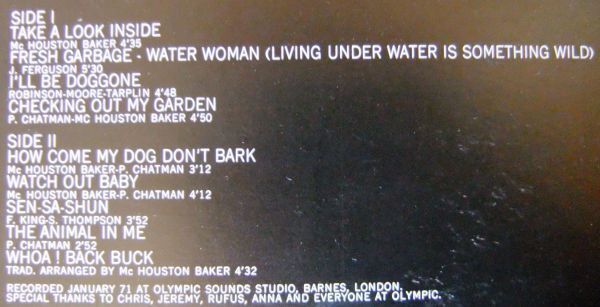 SIDE I
TAKE A LOOK INSIDE
Mc HOUSTON BAKER 4'35
FRESH GARBAGE - WATER WOMAN (LIVING UNDER WATER IS SOMETHING WILD)
J. FERGUSON 5'30
I'LL BE DOGGONE
ROBINSON-MOORE-TARPLIN 4'48
CHECKING OUT MY GARDEN
P. CHATMAN-MC HOUSTON BAKER 4'50
SIDE II
HOW COME MY DOG DON'T BARK
Mc HOUSTON BAKER-P. CHATMAN 3'12
WATCH OUT BABY
Mc HOUSTON BAKER-P. CHATMAN 4'12
SEN-SA-SHUN
F. KING-S. THOMPSON 3'52
THE ANIMAL IN ME
P. CHATMAN 2'52
WHOA ! BACK BUCK
TRAD. ARRANGED BY Mc HOUSTON BAKER 4'32
RECORDED JANUARY 71 AT OLYMPIC SOUNDS STUDIO, BARNES, LONDON.
SPECIAL THANKS TO CHRIS, JEREMY, RUFUS, ANNA AND EVERYONE AT OLYMPIC.